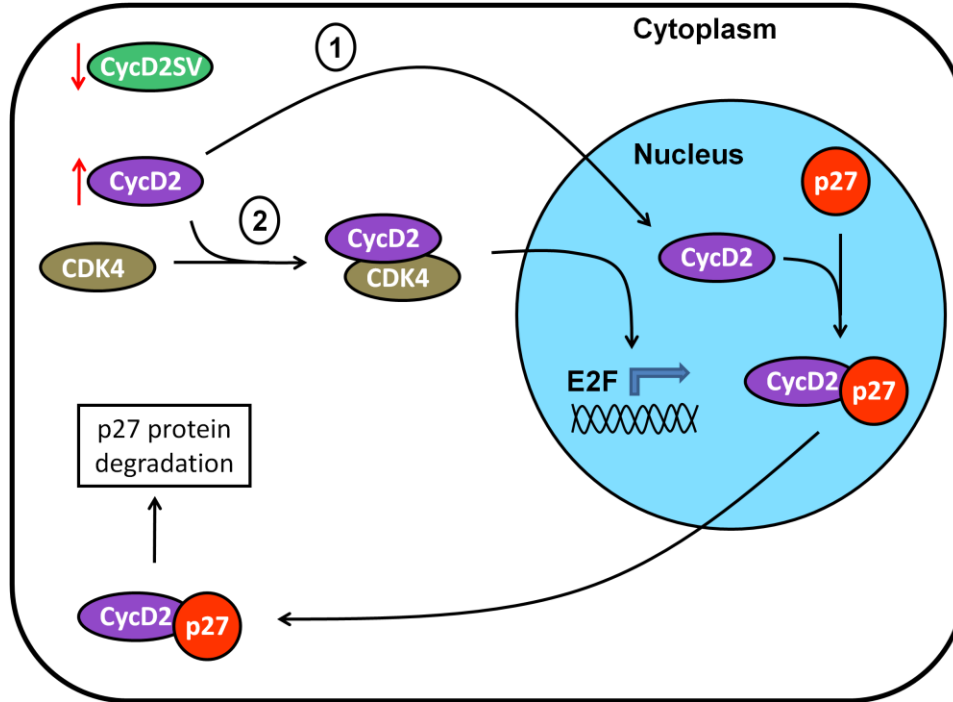 Cytoplasm
1
CycD2SV
Nucleus
p27
CycD2
2
CycD2
CDK4
CDK4
CycD2
E2F
CycD2
p27
p27 protein
degradation
CycD2
p27